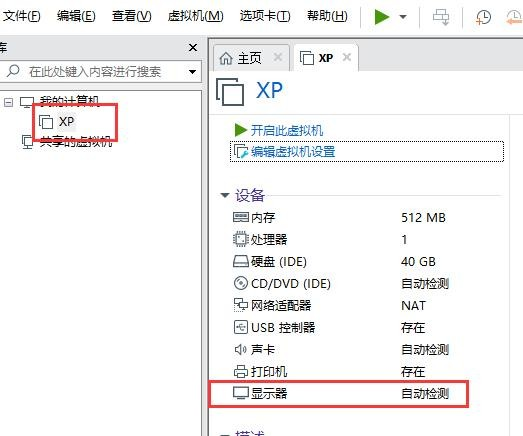 文件(F) 编辑(E) 查看(V) 虚拟机(M) 选项卡(T) 帮助(H)
库
在此处键入内容进行搜索
我的计算机
XP
共享的虚拟机
主页 XP
XP
开启此虚拟机
编辑虚拟机设置
设备
内存 512 MB
处理器 1
硬盘 (IDE) 40 GB
CD/DVD (IDE) 自动检测
网络适配器 NAT
USB 控制器 存在
声卡 自动检测
打印机 存在
显示器 自动检测
描述